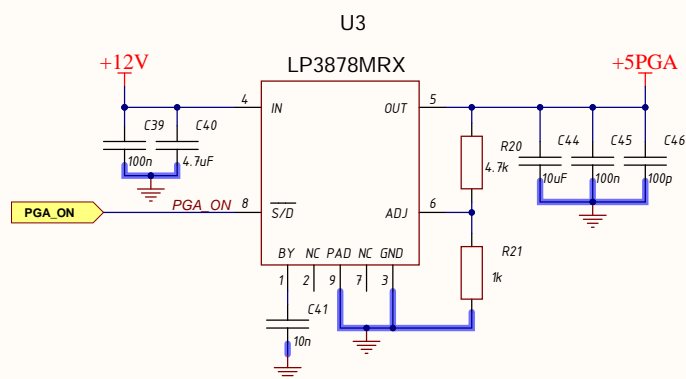 U3
LP3878MRX
+12V
+5PGA
4 IN OUT 5
C39 C40
100n 4.7uF
R20 C44 C45 C46
4.7k 10uF 100n 100p
PGA_ON PGA_ON 8 S/D ADJ 6
BY NC PAD NC GND
1 2 9 7 3
R21
1k
C41
10n